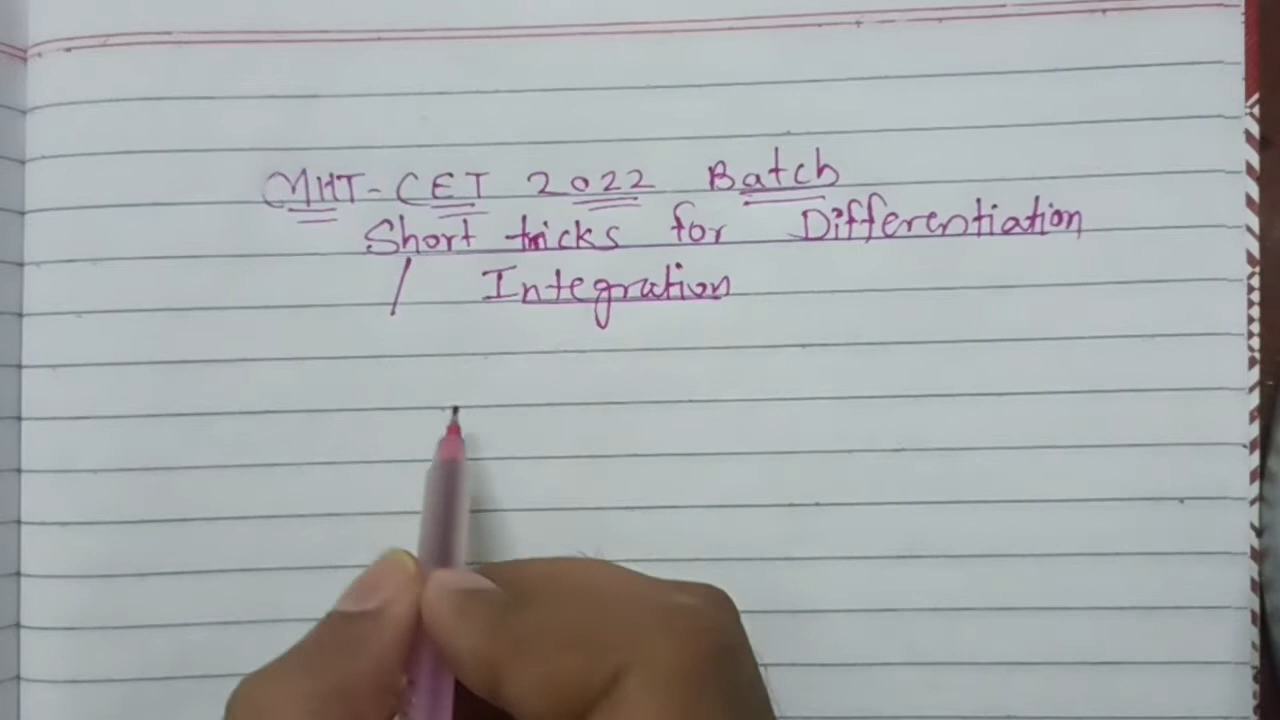 MHT-CET 2022 Batch
Short tricks for Differentiation
/ Integration